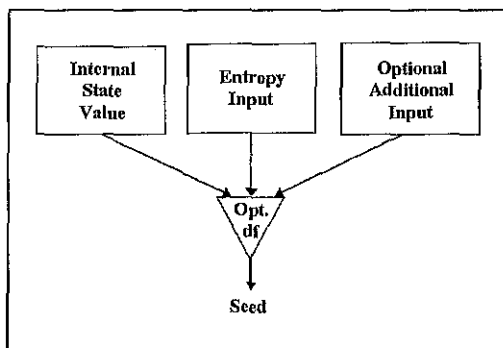 Internal
State
Value
Entropy
Input
Optional
Additional
Input
Opt.
df
Seed